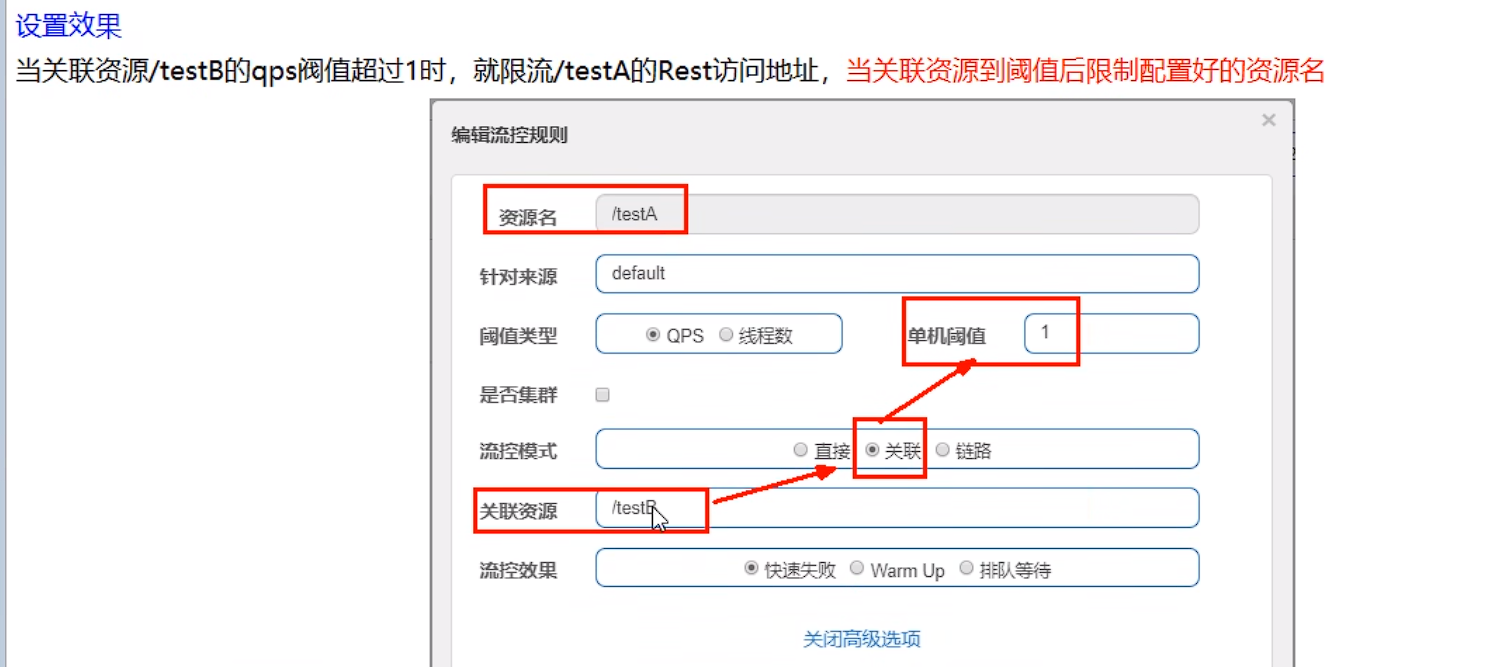 设置效果
当关联资源/testB的qps阀值超过1时，就限流/testA的Rest访问地址，当关联资源到阈值后限制配置好的资源名
编辑流控规则 ×
资源名 /testA
针对来源 default
阈值类型 QPS 线程数 单机阈值 1
是否集群
流控模式 直接 关联 链路
关联资源 /testB
流控效果 快速失败 Warm Up 排队等待
关闭高级选项